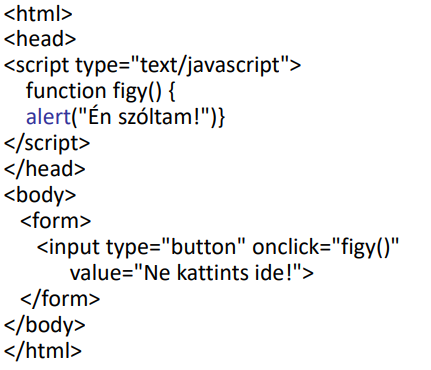 <html>
<head>
<script type="text/javascript">
function figy() {
alert("Én szóltam!")}
</script>
</head>
<body>
<form>
<input type="button" onclick="figy()"
value="Ne kattints ide!">
</form>
</body>
</html>